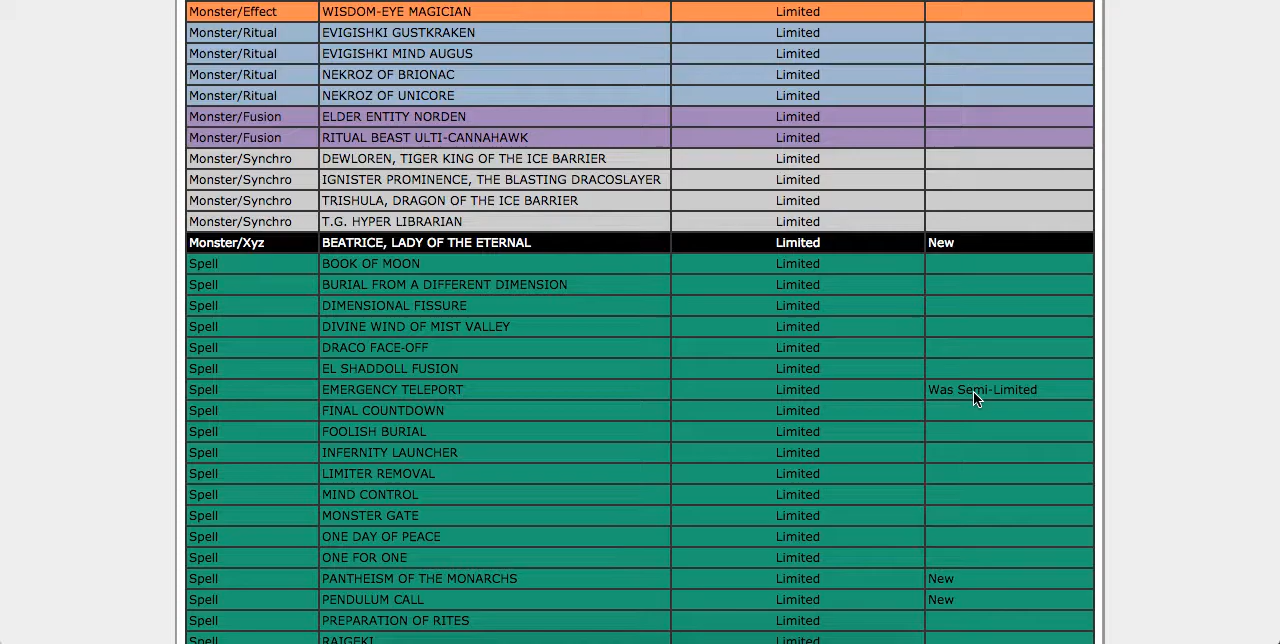 Monster/Effect WISDOM-EYE MAGICIAN Limited
Monster/Ritual EVIGISHKI GUSTKRAKEN Limited
Monster/Ritual EVIGISHKI MIND AUGUS Limited
Monster/Ritual NEKROZ OF BRIONAC Limited
Monster/Ritual NEKROZ OF UNICORE Limited
Monster/Fusion ELDER ENTITY NORDEN Limited
Monster/Fusion RITUAL BEAST ULTI-CANNAHAWK Limited
Monster/Synchro DEWLOREN, TIGER KING OF THE ICE BARRIER Limited
Monster/Synchro IGNISTER PROMINENCE, THE BLASTING DRACOSLAYER Limited
Monster/Synchro TRISHULA, DRAGON OF THE ICE BARRIER Limited
Monster/Synchro T.G. HYPER LIBRARIAN Limited
Monster/Xyz BEATRICE, LADY OF THE ETERNAL Limited New
Spell BOOK OF MOON Limited
Spell BURIAL FROM A DIFFERENT DIMENSION Limited
Spell DIMENSIONAL FISSURE Limited
Spell DIVINE WIND OF MIST VALLEY Limited
Spell DRACO FACE-OFF Limited
Spell EL SHADDOLL FUSION Limited
Spell EMERGENCY TELEPORT Limited Was Semi-Limited
Spell FINAL COUNTDOWN Limited
Spell FOOLISH BURIAL Limited
Spell INFERNITY LAUNCHER Limited
Spell LIMITER REMOVAL Limited
Spell MIND CONTROL Limited
Spell MONSTER GATE Limited
Spell ONE DAY OF PEACE Limited
Spell ONE FOR ONE Limited
Spell PANTHEISM OF THE MONARCHS Limited New
Spell PENDULUM CALL Limited New
Spell PREPARATION OF RITES Limited
Spell RAIGEKI Limited